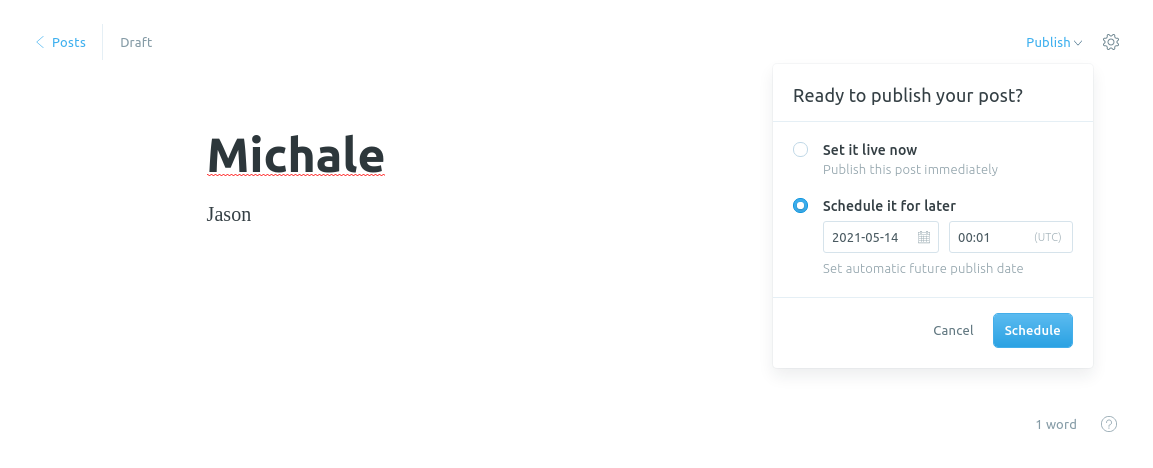 Posts
Draft
Publish
Ready to publish your post?
Michale
Jason
Set it live now
Publish this post immediately
Schedule it for later
2021-05-14
00:01 (UTC)
Set automatic future publish date
Cancel
Schedule
1 word
?